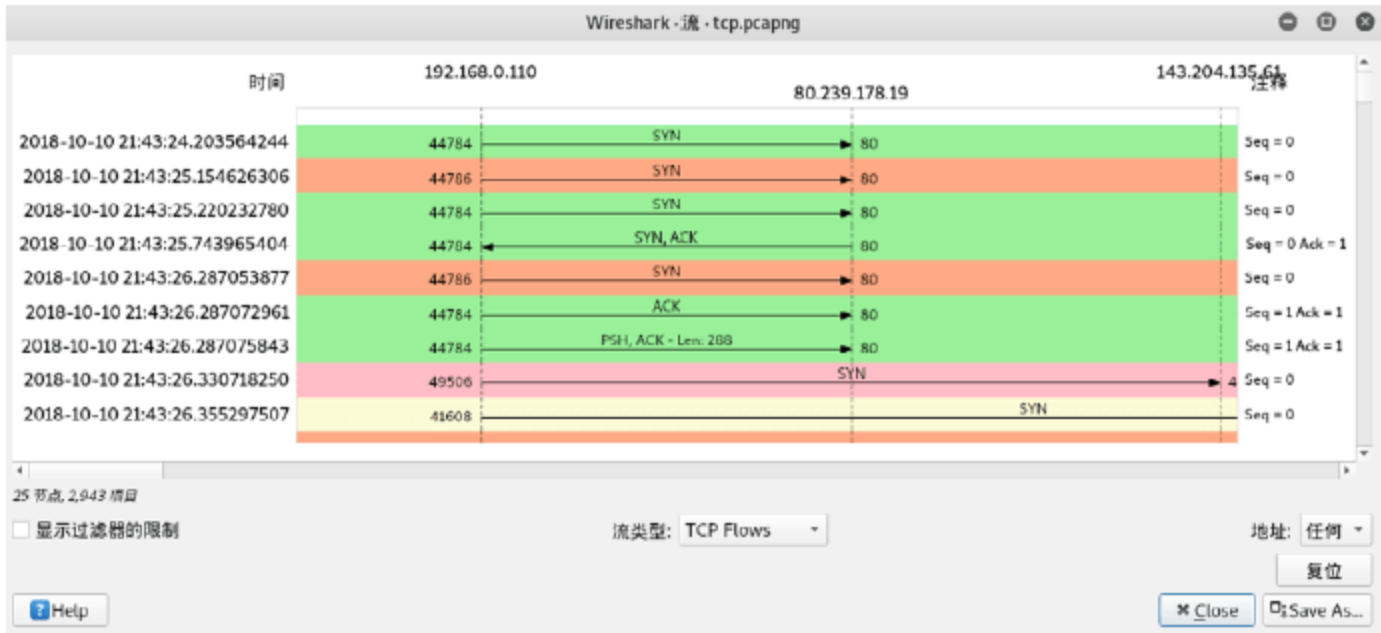 Wireshark · 流 · tcp.pcapng
时间 192.168.0.110 80.239.178.19 143.204.135.61 注释
2018-10-10 21:43:24.203564244 44784 SYN 80 Seq = 0
2018-10-10 21:43:25.154626306 44786 SYN 80 Seq = 0
2018-10-10 21:43:25.220232780 44784 SYN 80 Seq = 0
2018-10-10 21:43:25.743965404 44784 SYN, ACK 80 Seq = 0 Ack = 1
2018-10-10 21:43:26.287053877 44786 SYN 80 Seq = 0
2018-10-10 21:43:26.287072961 44784 ACK 80 Seq = 1 Ack = 1
2018-10-10 21:43:26.287075843 44784 PSH, ACK - Len: 288 80 Seq = 1 Ack = 1
2018-10-10 21:43:26.330718250 49506 SYN 4 Seq = 0
2018-10-10 21:43:26.355297507 41608 SYN Seq = 0
25 节点, 2,943 项目
显示过滤器的限制 流类型: TCP Flows 地址: 任何
复位
Help Close Save As...